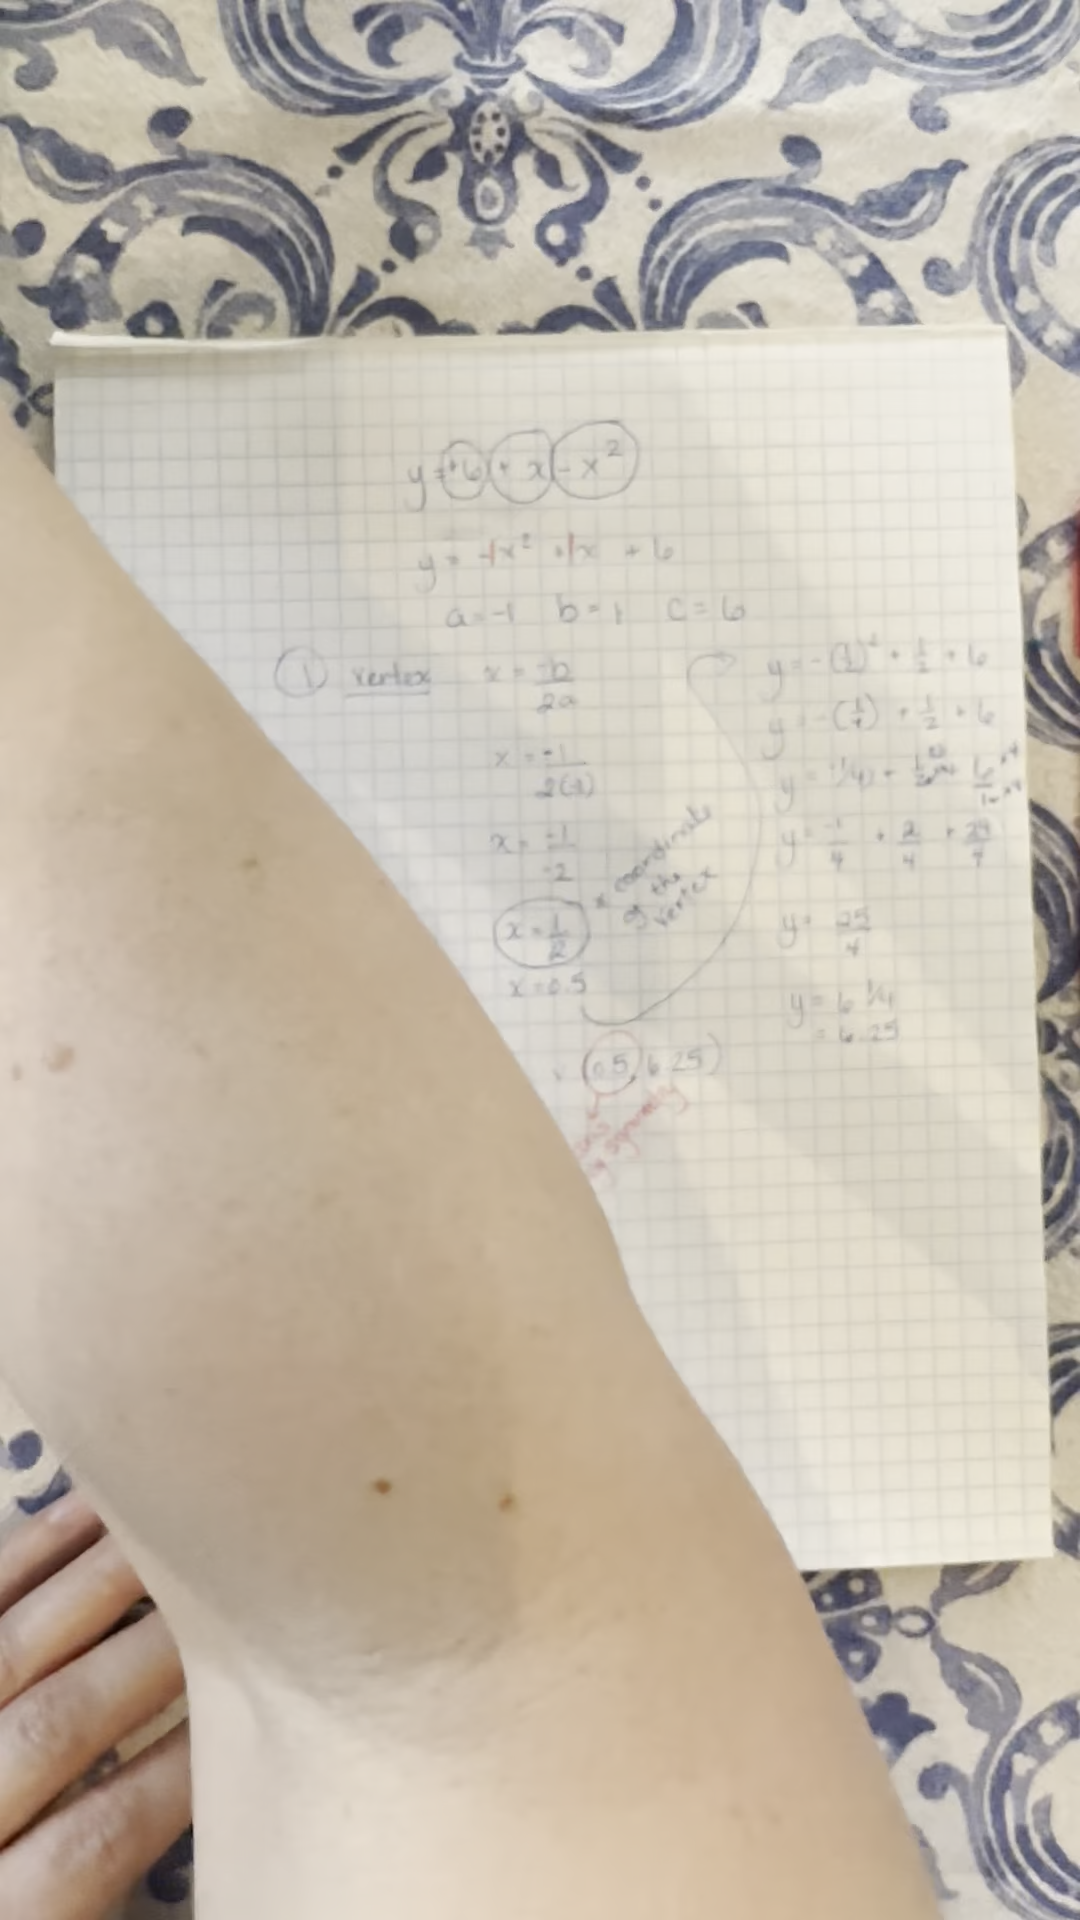 y = +6 + x - x²
y = -1x² +1x + 6
a = -1 b = 1 c = 6
① vertex x = -b/2a
x = -1/2(-1)
x = -1/-2
x = 1/2
x coordinate
of the
vertex
x = 0.5
y = -(1/2)² + 1/2 + 6
y = -(1/4) + 1/2 + 6
y = -1/4 + 2/4 + 24/4
y = 25/4
y = 6 1/4
= 6.25
(0.5, 6.25)
symmetry